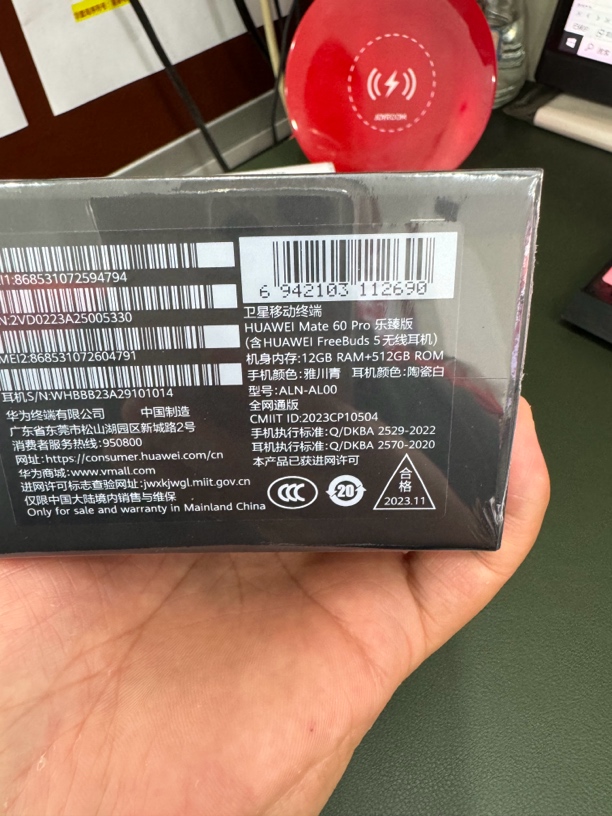 I1:868531072594794
N:2VD0223A25005330
MEI2:868531072604791
耳机S/N:WHBBB23A29101014
华为终端有限公司 中国制造
广东省东莞市松山湖园区新城路2号
消费者服务热线:950800
网址:https://consumer.huawei.com/cn
华为商城:www.vmall.com
进网许可标志查验网址:jwxkjwgl.miit.gov.cn
仅限中国大陆境内销售与维保
Only for sale and warranty in Mainland China
6 942103 112690
卫星移动终端
HUAWEI Mate 60 Pro 乐臻版
(含HUAWEI FreeBuds 5无线耳机)
机身内存:12GB RAM+512GB ROM
手机颜色:雅川青 耳机颜色:陶瓷白
型号:ALN-AL00
全网通版
CMIIT ID:2023CP10504
手机执行标准:Q/DKBA 2529-2022
耳机执行标准:Q/DKBA 2570-2020
本产品已获进网许可
CCC
20
合
格
2023.11